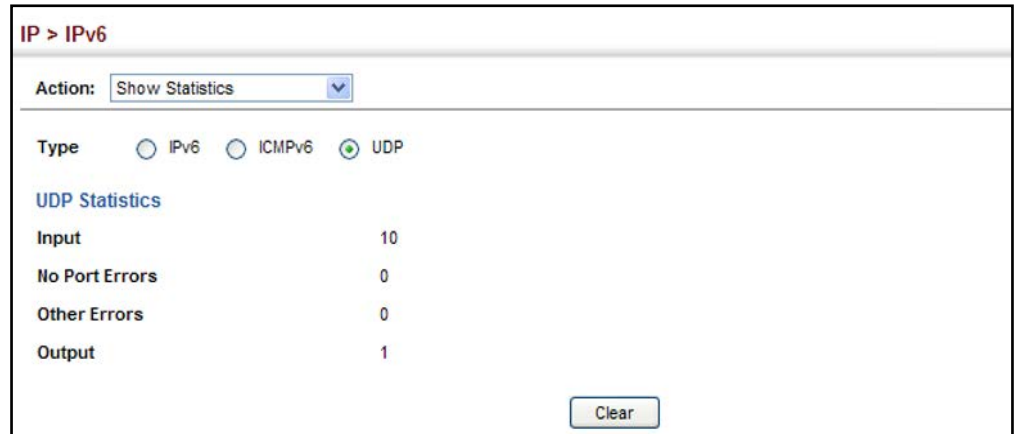 IP > IPv6
Action: Show Statistics
Type IPv6 ICMPv6 UDP
UDP Statistics
Input 10
No Port Errors 0
Other Errors 0
Output 1
Clear